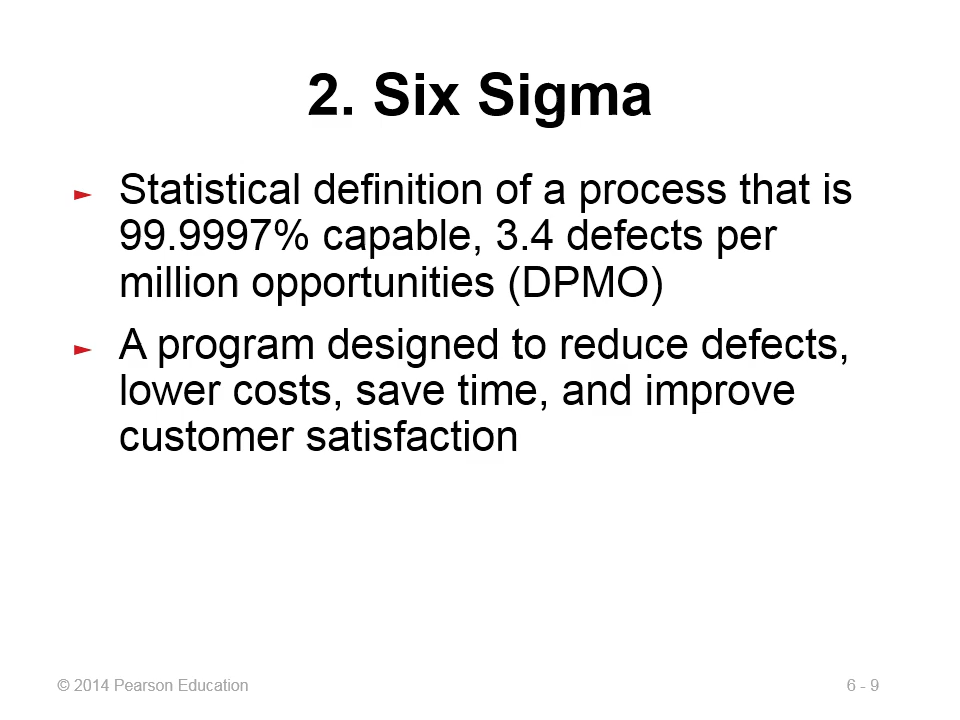 2. Six Sigma
► Statistical definition of a process that is
99.9997% capable, 3.4 defects per
million opportunities (DPMO)
► A program designed to reduce defects,
lower costs, save time, and improve
customer satisfaction
© 2014 Pearson Education
6 - 9